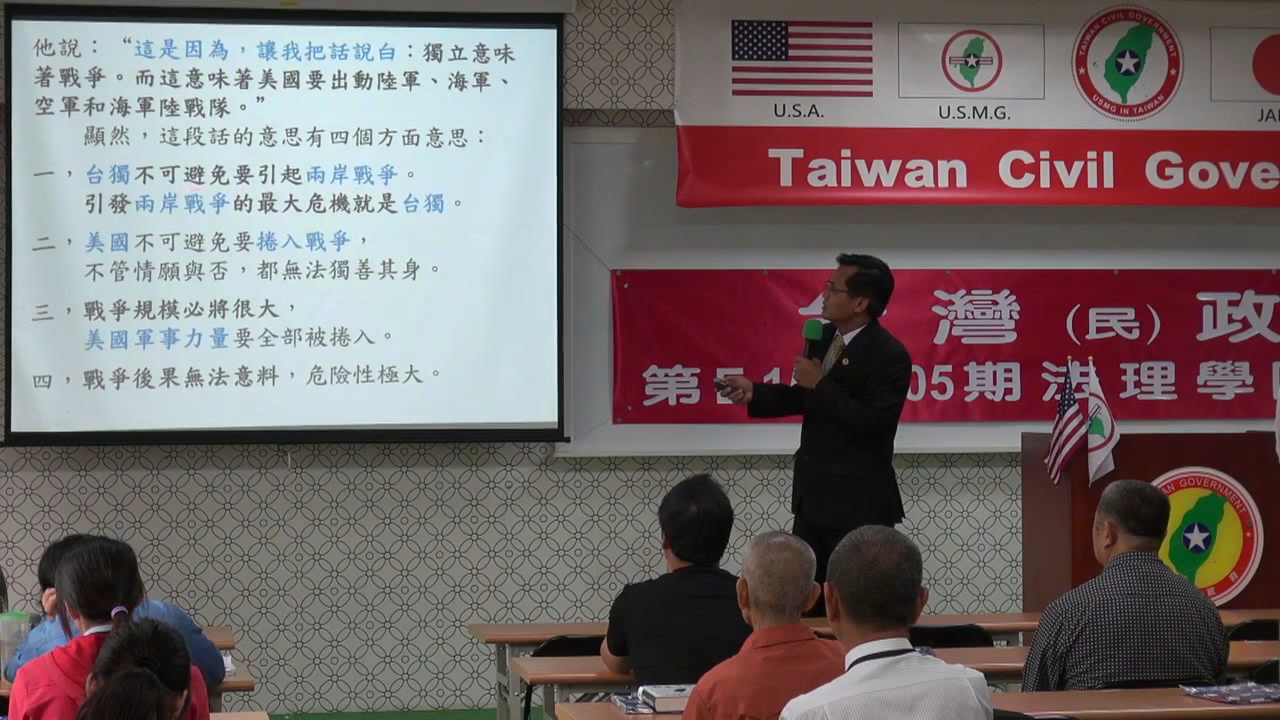 他說：“這是因為，讓我把話說白：獨立意味
著戰爭。而這意味著美國要出動陸軍、海軍、
空軍和海軍陸戰隊。”
顯然，這段話的意思有四個方面意思：
一，台獨不可避免要引起兩岸戰爭。
引發兩岸戰爭的最大危機就是台獨。
二，美國不可避免要捲入戰爭，
不管情願與否，都無法獨善其身。
三，戰爭規模必將很大，
美國軍事力量要全部被捲入。
四，戰爭後果無法意料，危險性極大。
U.S.A.
U.S.M.G.
TAIWAN CIVIL GOVERNMENT
USMG IN TAIWAN
JA
Taiwan Civil Gove
灣（民）政
第
05期法理學
GOVERNMENT